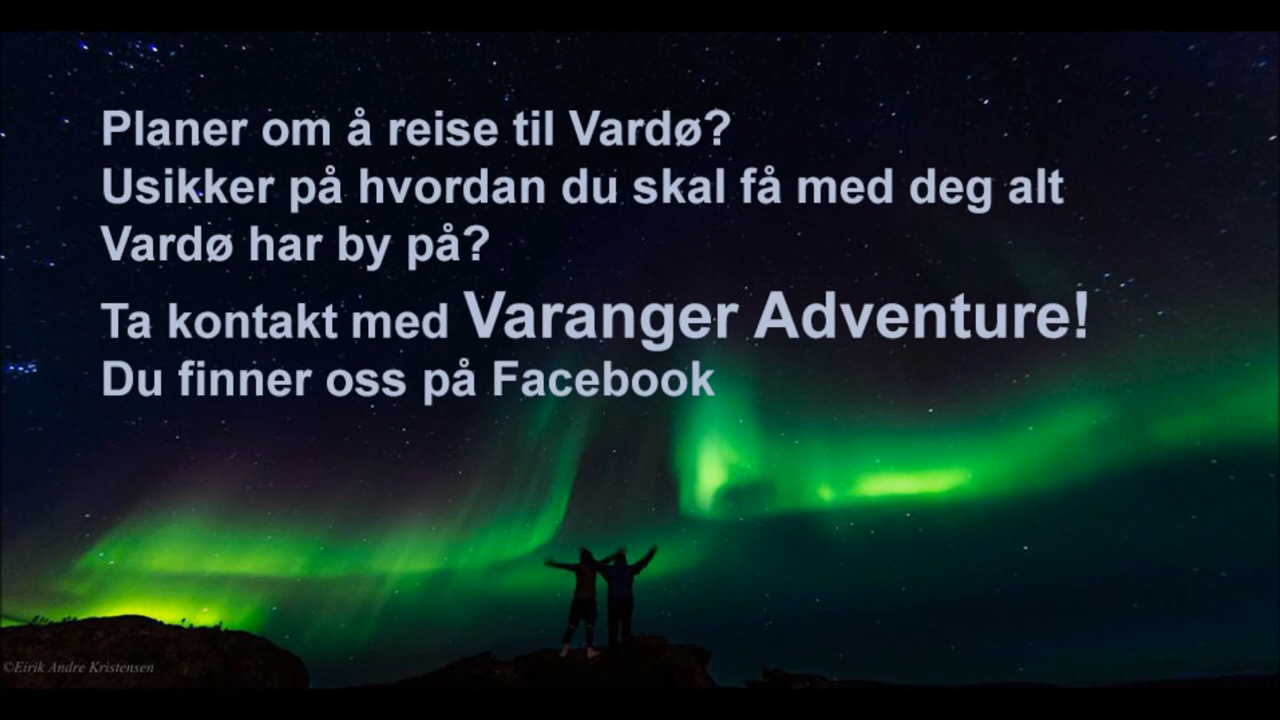 Planer om å reise til Vardø?
Usikker på hvordan du skal få med deg alt
Vardø har by på?
Ta kontakt med Varanger Adventure!
Du finner oss på Facebook
©Eirik Andre Kristensen